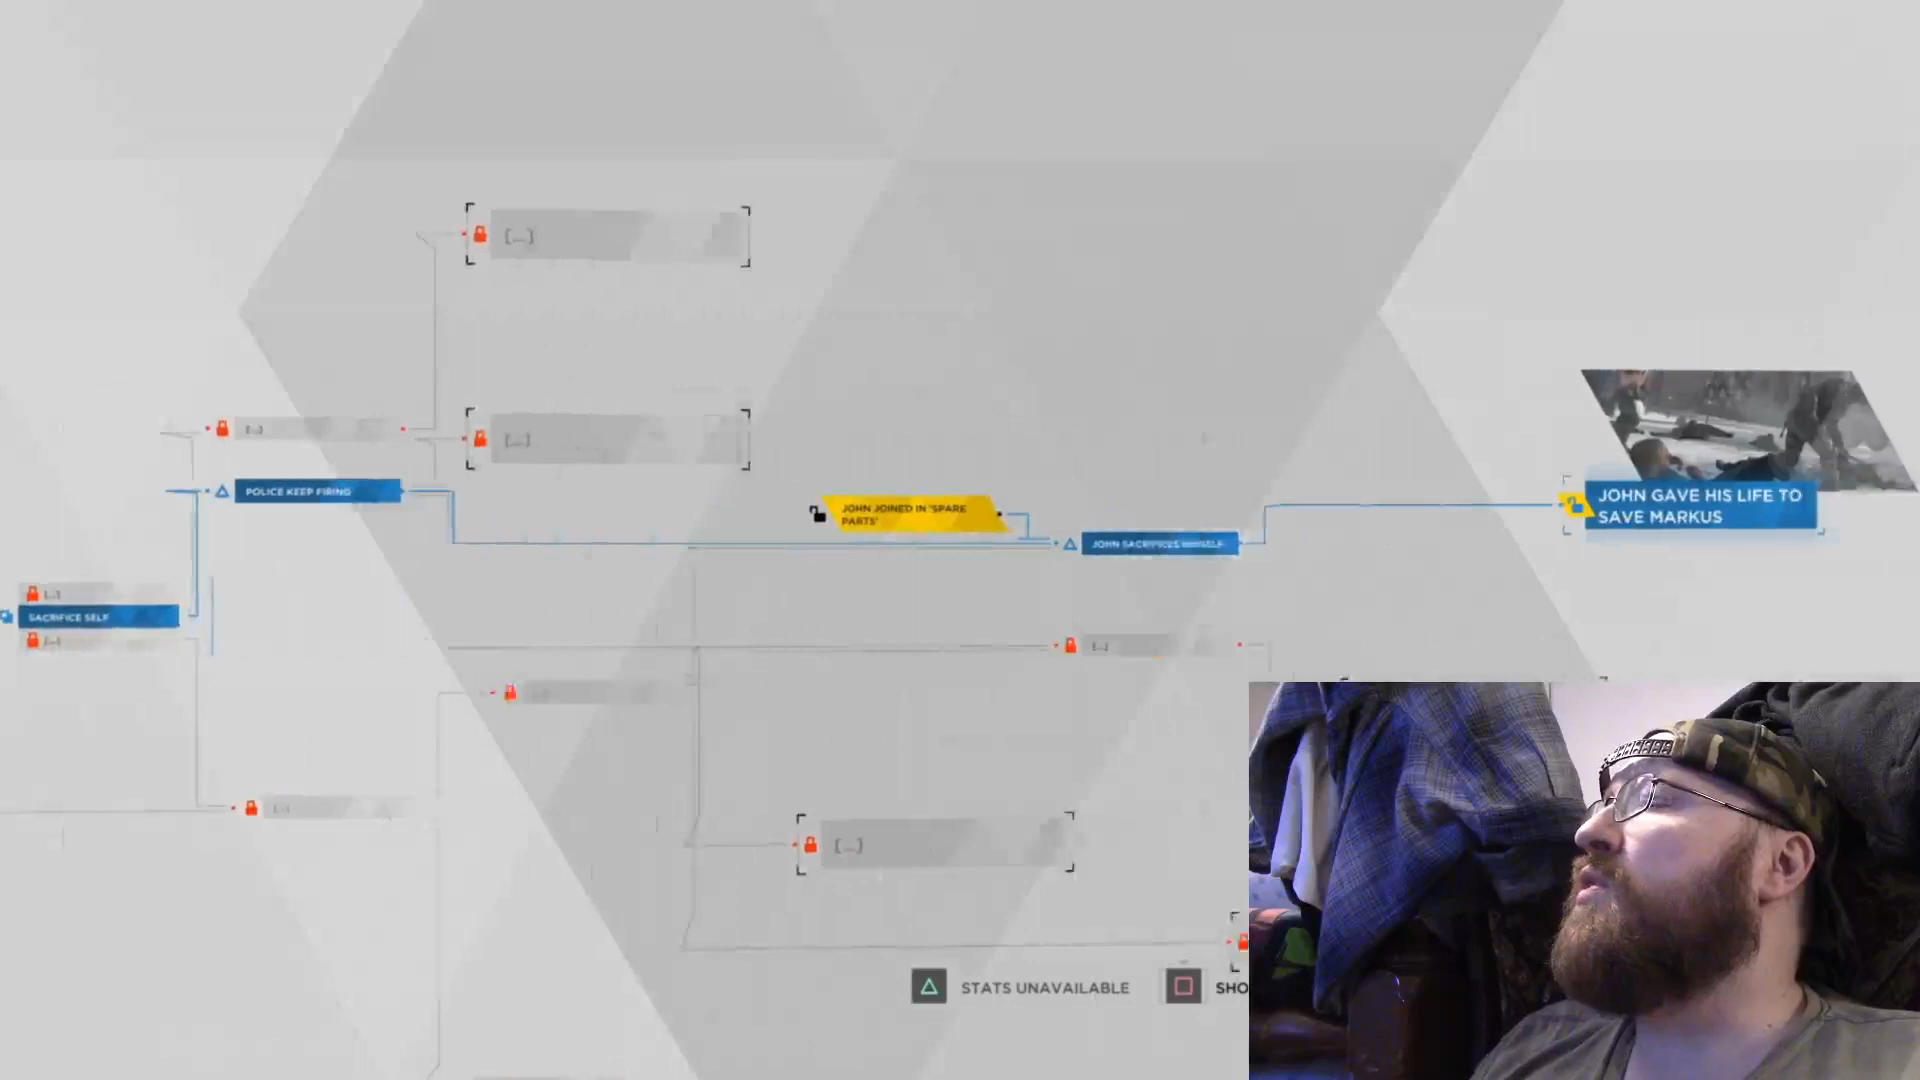 [...]
[...]
[...]
POLICE KEEP FIRING
JOHN GAVE HIS LIFE TO
SAVE MARKUS
JOHN JOINED IN 'SPARE
PARTS'
JOHN SACRIFICES HIMSELF
[...]
SACRIFICE SELF
[...]
[...]
[...]
[...]
STATS UNAVAILABLE
SHO